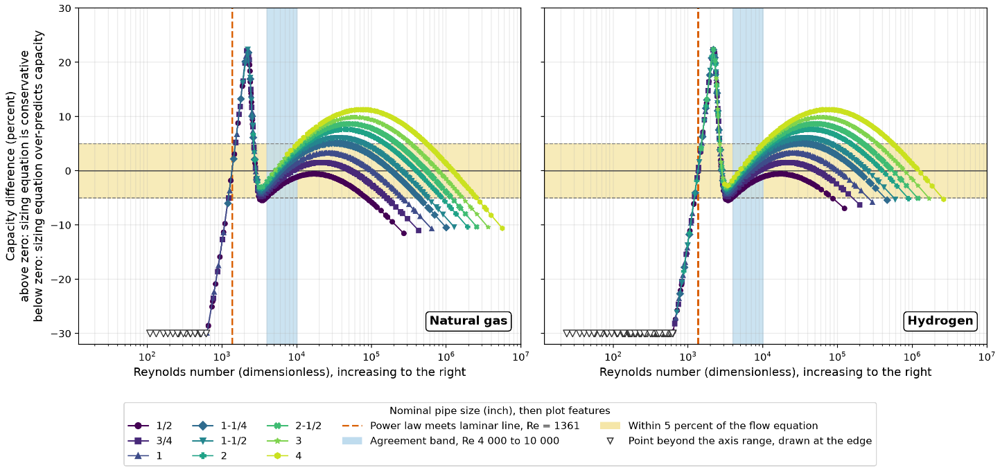 Capacity difference (percent)
above zero: sizing equation is conservative
below zero: sizing equation over-predicts capacity
30
20
10
0
−10
−20
−30
10²
10³
10⁴
10⁵
10⁶
10⁷
Reynolds number (dimensionless), increasing to the right
Natural gas
10²
10³
10⁴
10⁵
10⁶
10⁷
Reynolds number (dimensionless), increasing to the right
Hydrogen
Nominal pipe size (inch), then plot features
1/2
3/4
1
1-1/4
1-1/2
2
2-1/2
3
4
Power law meets laminar line, Re = 1361
Agreement band, Re 4 000 to 10 000
Within 5 percent of the flow equation
Point beyond the axis range, drawn at the edge